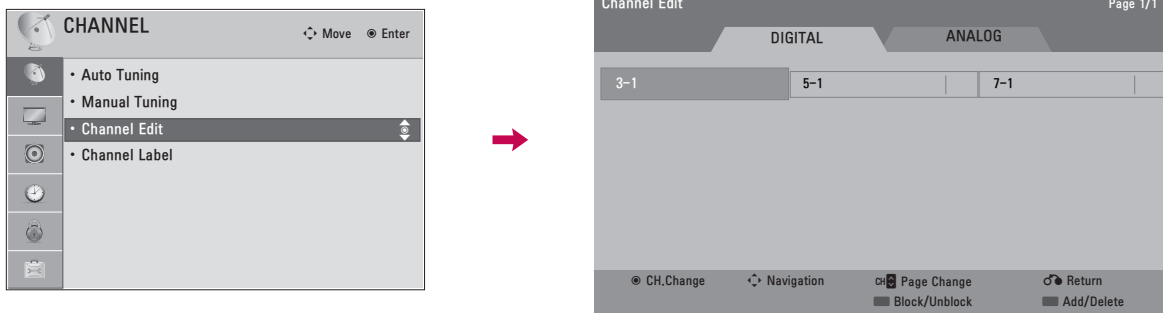 CHANNEL
Move Enter
• Auto Tuning
• Manual Tuning
• Channel Edit
• Channel Label
Channel Edit Page 1/1
DIGITAL ANALOG
3-1 5-1 7-1
CH.Change Navigation CH Page Change Return
Block/Unblock Add/Delete